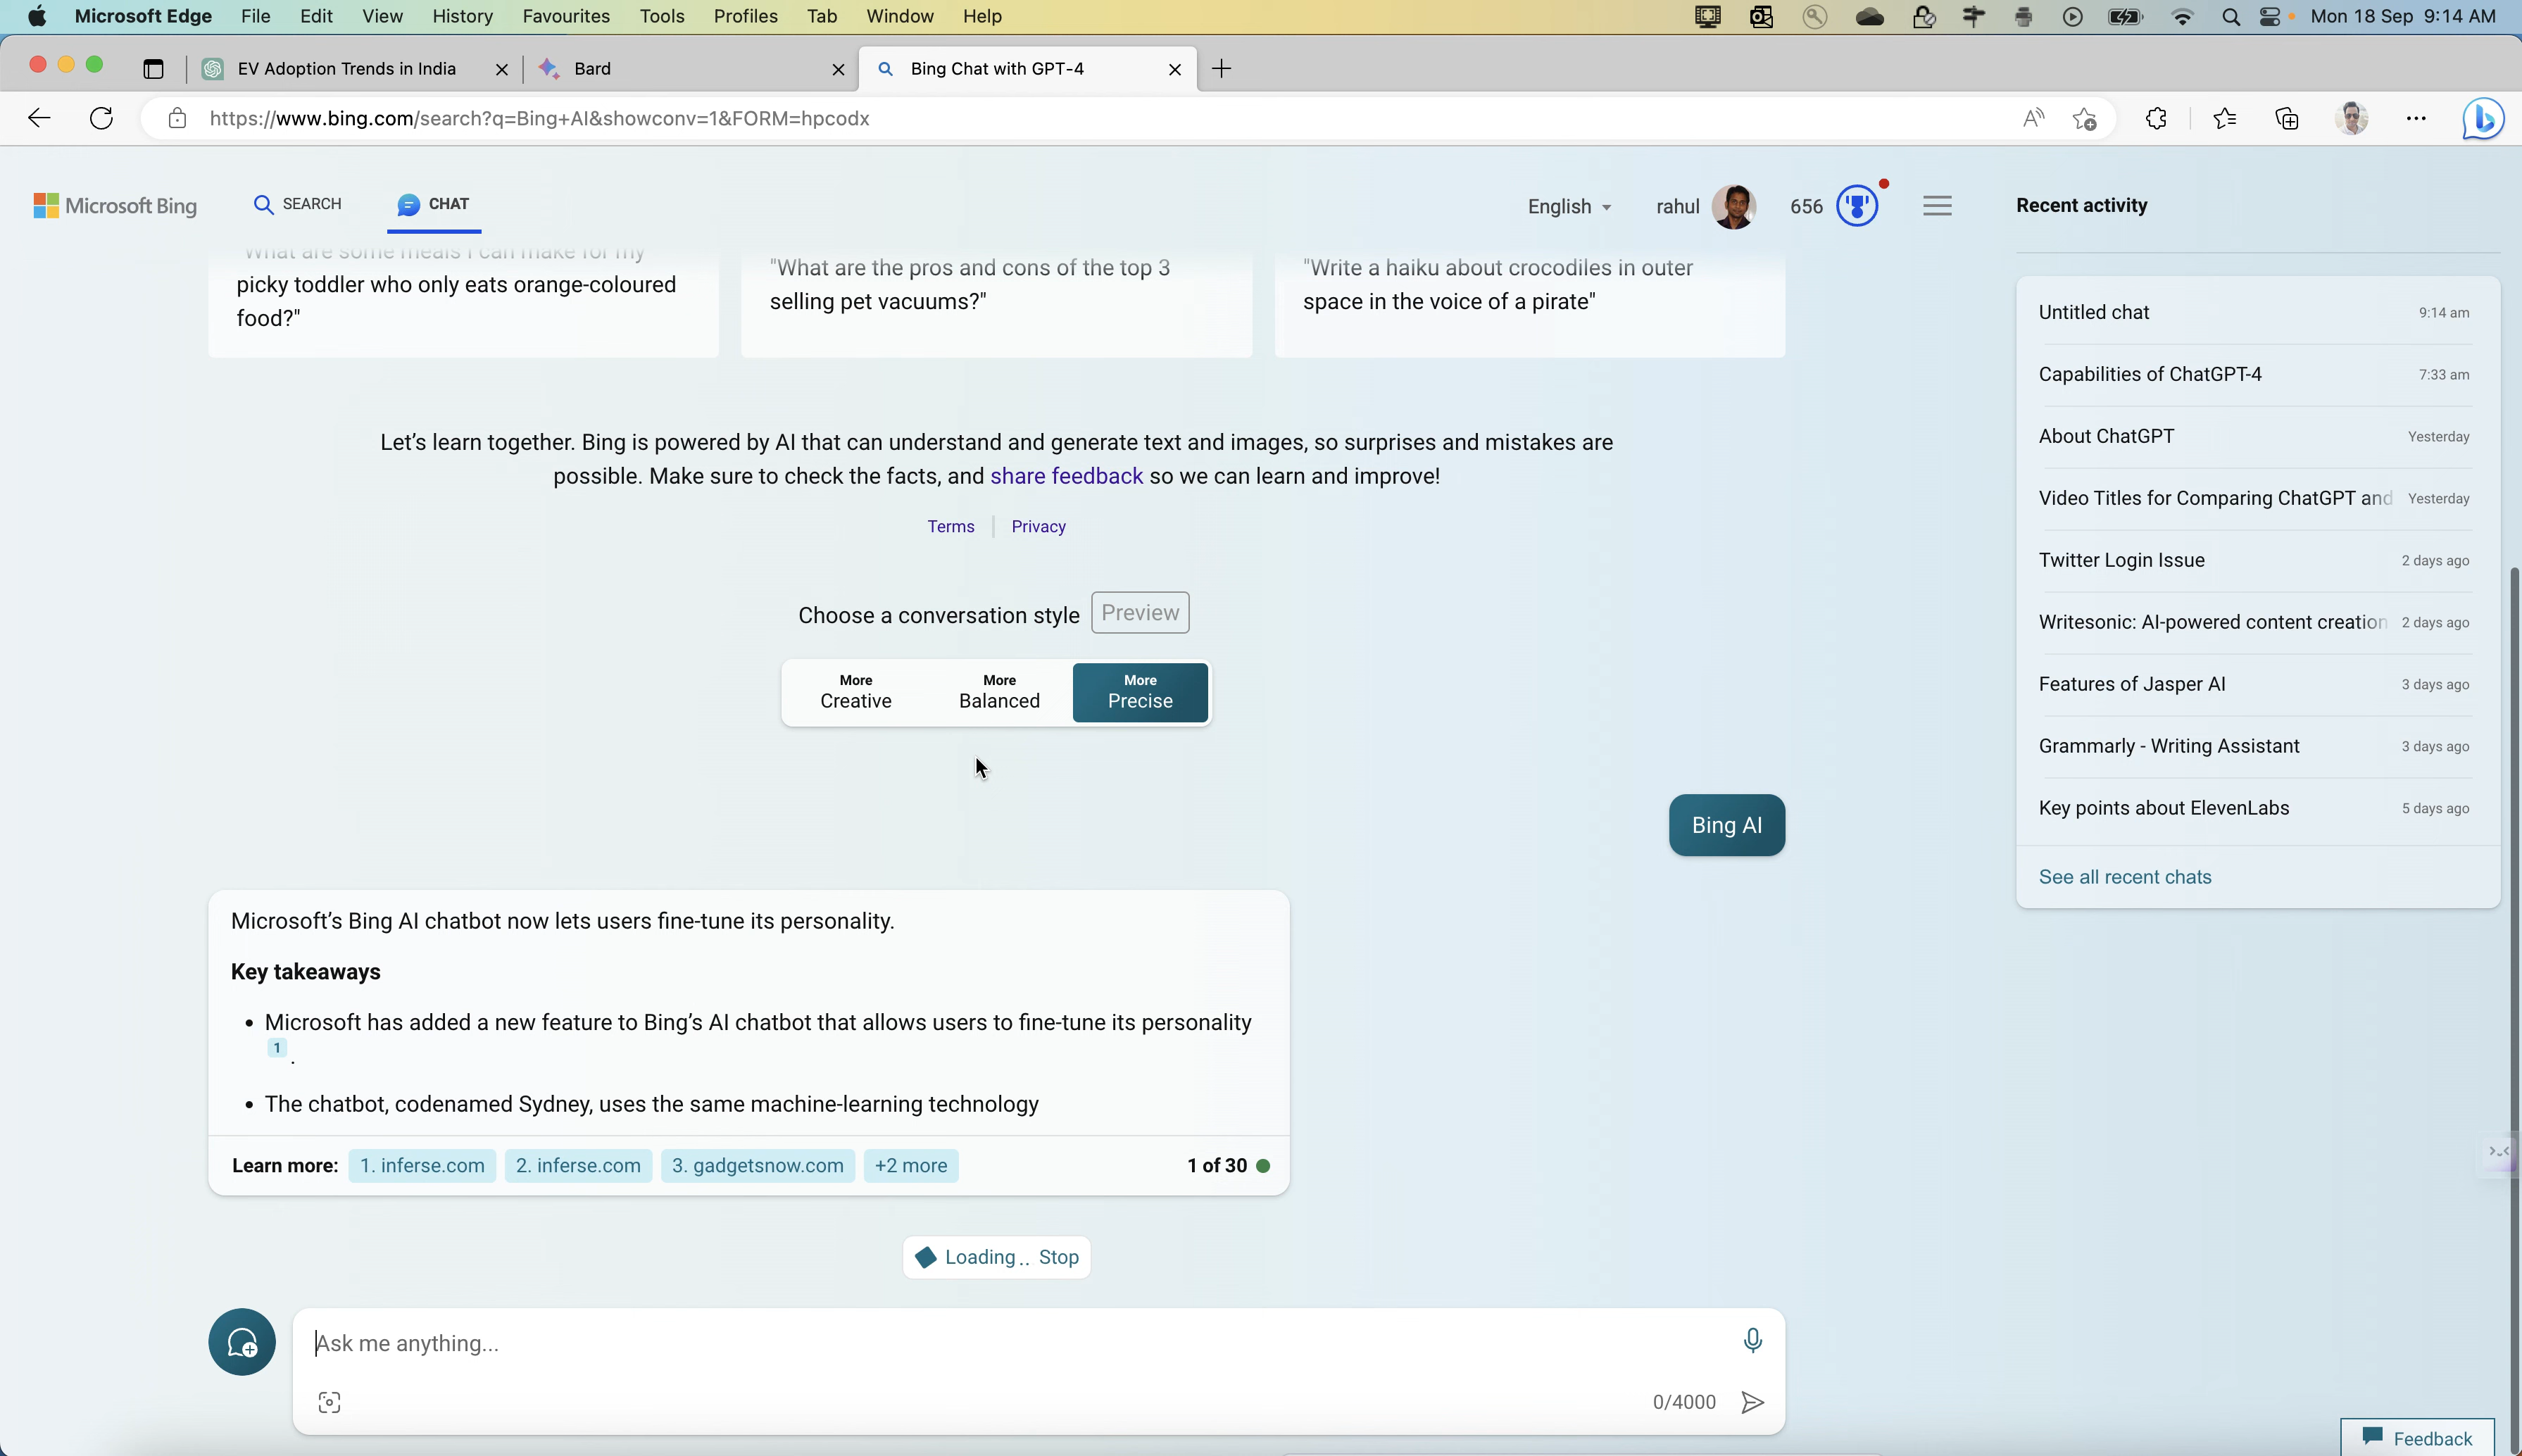 Microsoft Edge File Edit View History Favourites Tools Profiles Tab Window Help Mon 18 Sep 9:14 AM
EV Adoption Trends in India Bard Bing Chat with GPT-4
https://www.bing.com/search?q=Bing+AI&showconv=1&FORM=hpcodx
Microsoft Bing SEARCH CHAT English rahul 656
"What are some meals I can make for my
picky toddler who only eats orange-coloured
food?"
"What are the pros and cons of the top 3
selling pet vacuums?"
"Write a haiku about crocodiles in outer
space in the voice of a pirate"
Let's learn together. Bing is powered by AI that can understand and generate text and images, so surprises and mistakes are
possible. Make sure to check the facts, and share feedback so we can learn and improve!
Terms Privacy
Choose a conversation style Preview
More More More
Creative Balanced Precise
Bing AI
Microsoft's Bing AI chatbot now lets users fine-tune its personality.
Key takeaways
• Microsoft has added a new feature to Bing's AI chatbot that allows users to fine-tune its personality
1 .
• The chatbot, codenamed Sydney, uses the same machine-learning technology
Learn more: 1. inferse.com 2. inferse.com 3. gadgetsnow.com +2 more 1 of 30
Loading.. Stop
Ask me anything...
0/4000
Recent activity
Untitled chat 9:14 am
Capabilities of ChatGPT-4 7:33 am
About ChatGPT Yesterday
Video Titles for Comparing ChatGPT and Yesterday
Twitter Login Issue 2 days ago
Writesonic: AI-powered content creation 2 days ago
Features of Jasper AI 3 days ago
Grammarly - Writing Assistant 3 days ago
Key points about ElevenLabs 5 days ago
See all recent chats
Feedback